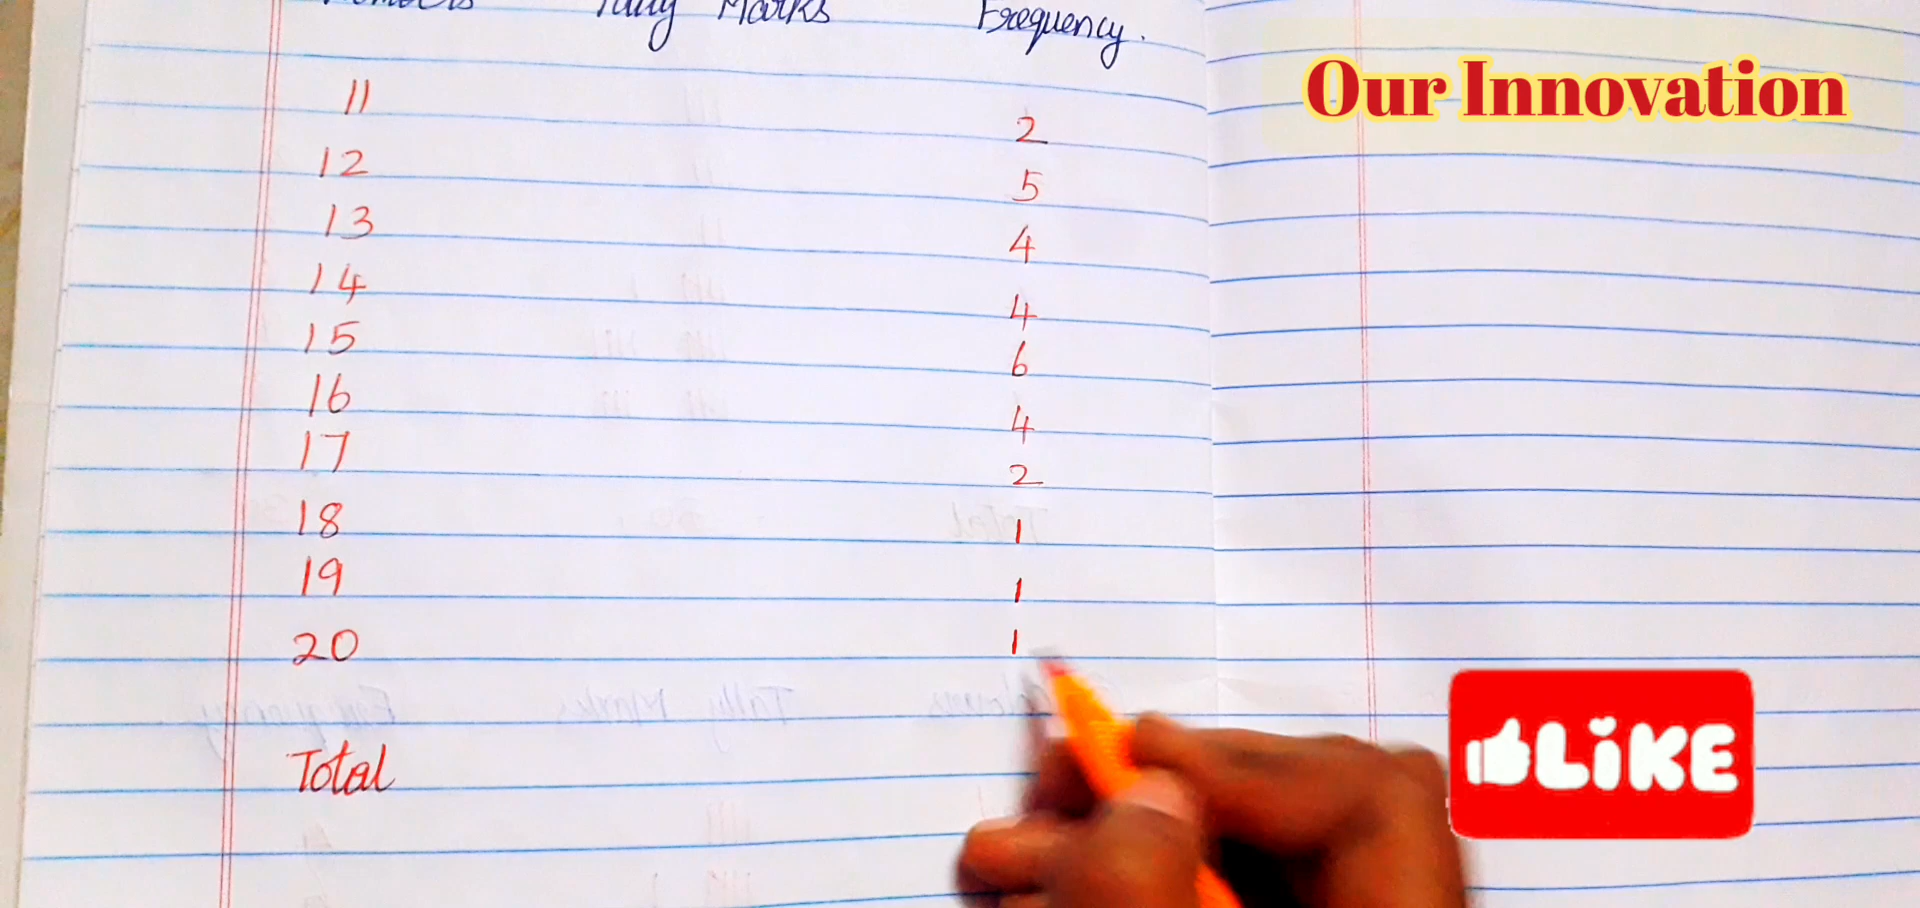 Numbers Tally Marks Frequency.
Our Innovation
11 2
12 5
13 4
14 4
15 6
16 4
17 2
18 1
19 1
20 1
Total
LiKE